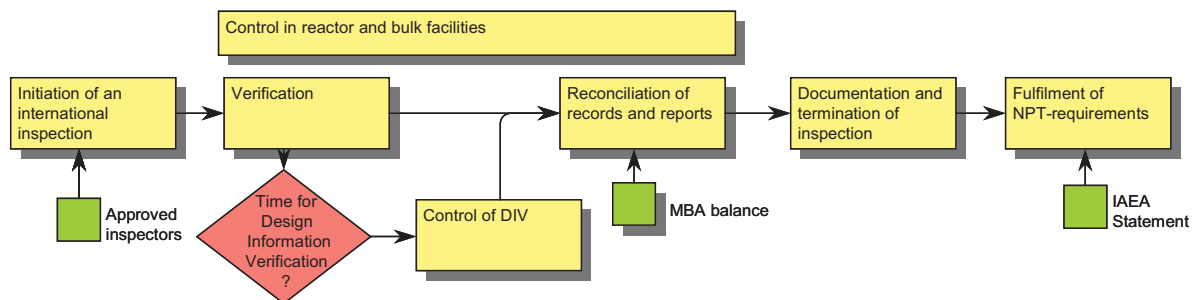 Control in reactor and bulk facilities
Initiation of an
international
inspection
Verification
Reconciliation of
records and reports
Documentation and
termination of
inspection
Fulfilment of
NPT-requirements
Approved
inspectors
Time for
Design
Information
Verification
?
Control of DIV
MBA balance
IAEA
Statement